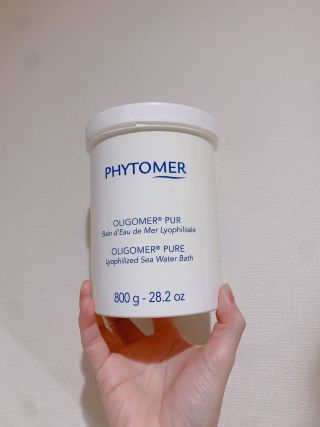 PHYTOMER
OLIGOMER® PUR
Bain d'Eau de Mer Lyophilisée
OLIGOMER® PURE
Lyophilized Sea Water Bath
800 g - 28.2 oz